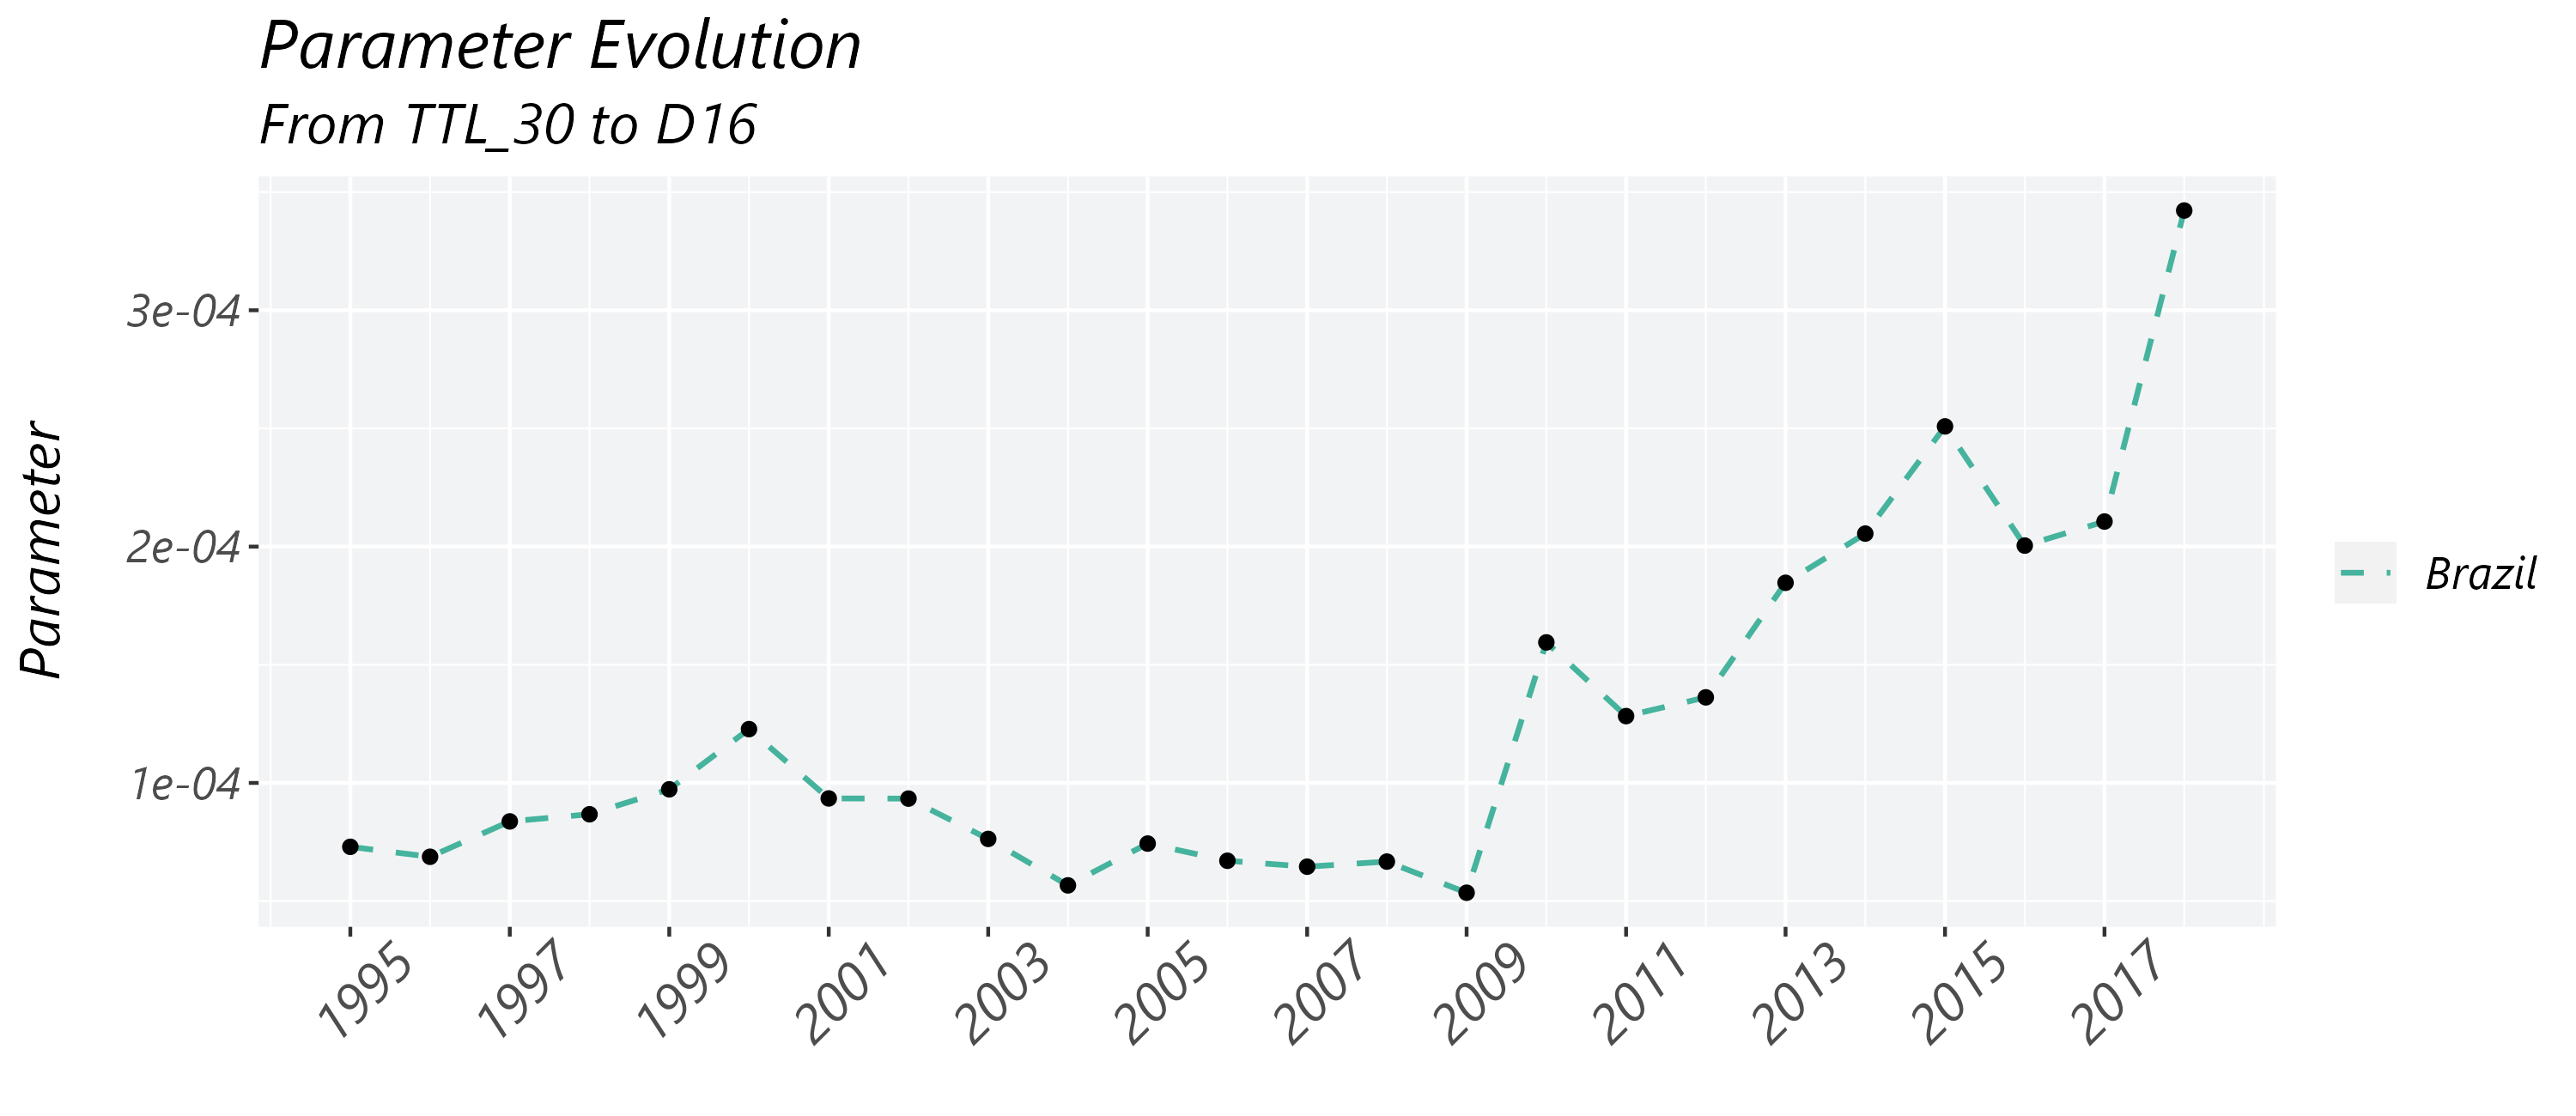 Parameter Evolution
From TTL_30 to D16
Parameter
3e-04
2e-04
1e-04
1995
1997
1999
2001
2003
2005
2007
2009
2011
2013
2015
2017
Brazil